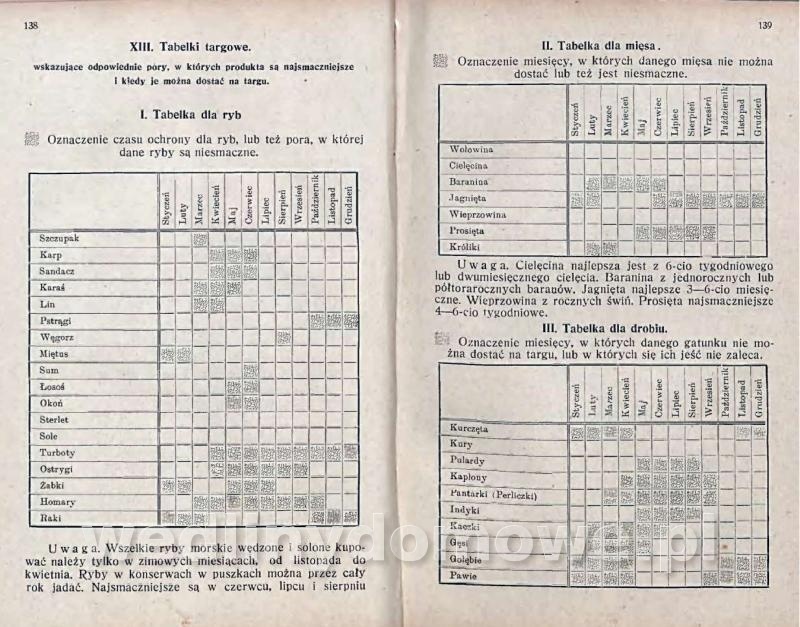 138
XIII. Tabelki targowe.
wskazujące odpowiednie pory, w których produkta są najsmaczniejsze
i kiedy je można dostać na targu.
I. Tabelka dla ryb
Oznaczenie czasu ochrony dla ryb, lub też pora, w której
dane ryby są niesmaczne.
Styczeń Luty Marzec Kwiecień Maj Czerwiec Lipiec Sierpień Wrzesień Październik Listopad Grudzień
Szczupak
Karp
Sandacz
Karaś
Lin
Pstrągi
Węgorz
Miętus
Sum
Łosoś
Okoń
Sterlet
Sole
Turboty
Ostrygi
Żabki
Homary
Raki
Uwaga. Wszelkie ryby morskie wędzone i solone kupo-
wać należy tylko w zimowych miesiącach, od listopada do
kwietnia. Ryby w konserwach w puszkach można przez cały
rok jadać. Najsmaczniejsze są w czerwcu, lipcu i sierpniu
139
II. Tabelka dla mięsa.
Oznaczenie miesięcy, w których danego mięsa nie można
dostać lub też jest niesmaczne.
Styczeń Luty Marzec Kwiecień Maj Czerwiec Lipiec Sierpień Wrzesień Październik Listopad Grudzień
Wołowina
Cielęcina
Baranina
Jagnięta
Wieprzowina
Prosięta
Króliki
Uwaga. Cielęcina najlepsza jest z 6-cio tygodniowego
lub dwumiesięcznego cielęcia. Baranina z jednorocznych lub
półtorarocznych baranów. Jagnięta najlepsze 3—6-cio miesię-
czne. Wieprzowina z rocznych świń. Prosięta najsmaczniejsze
4—6-cio tygodniowe.
III. Tabelka dla drobiu.
Oznaczenie miesięcy, w których danego gatunku nie mo-
żna dostać na targu, lub w których się ich jeść nie zaleca.
Styczeń Luty Marzec Kwiecień Maj Czerwiec Lipiec Sierpień Wrzesień Październik Listopad Grudzień
Kurczęta
Kury
Pulardy
Kapłony
Pantarki (Perliczki)
Indyki
Kaczki
Gęsi
Gołębie
Pawie
wedlinydomowe.pl